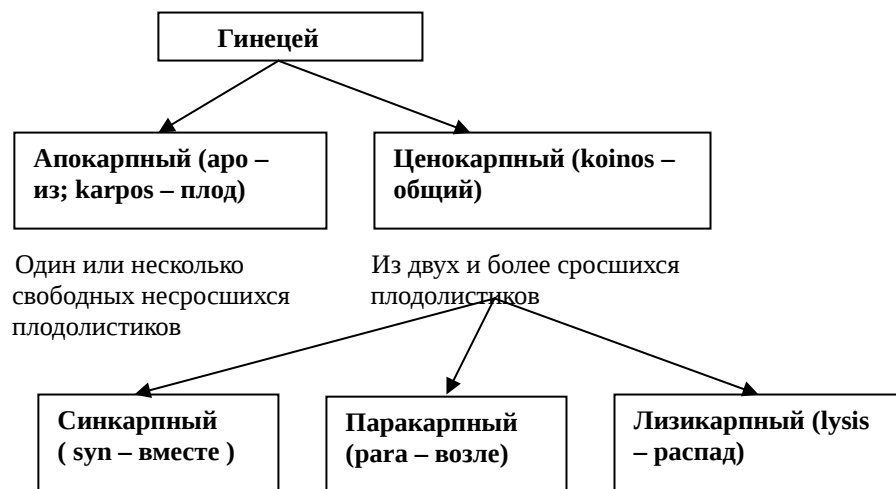 Гинецей
Апокарпный (apo –
из; karpos – плод)
Ценокарпный (koinos –
общий)
Один или несколько
свободных несросшихся
плодолистиков
Из двух и более сросшихся
плодолистиков
Синкарпный
( syn – вместе )
Паракарпный
(para – возле)
Лизикарпный (lysis
– распад)